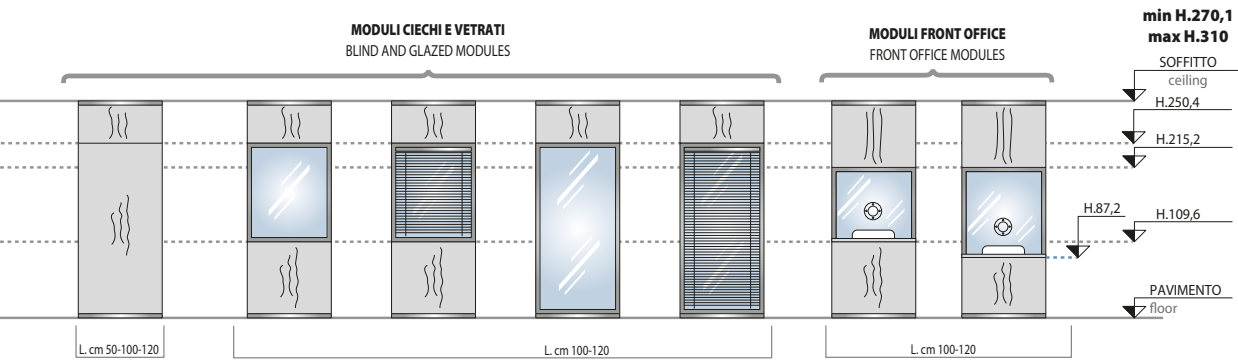 MODULI CIECHI E VETRATI
BLIND AND GLAZED MODULES
MODULI FRONT OFFICE
FRONT OFFICE MODULES
min H.270,1
max H.310
SOFFITTO
ceiling
H.250,4
H.215,2
H.87,2
H.109,6
PAVIMENTO
floor
L. cm 50-100-120
L. cm 100-120
L. cm 100-120